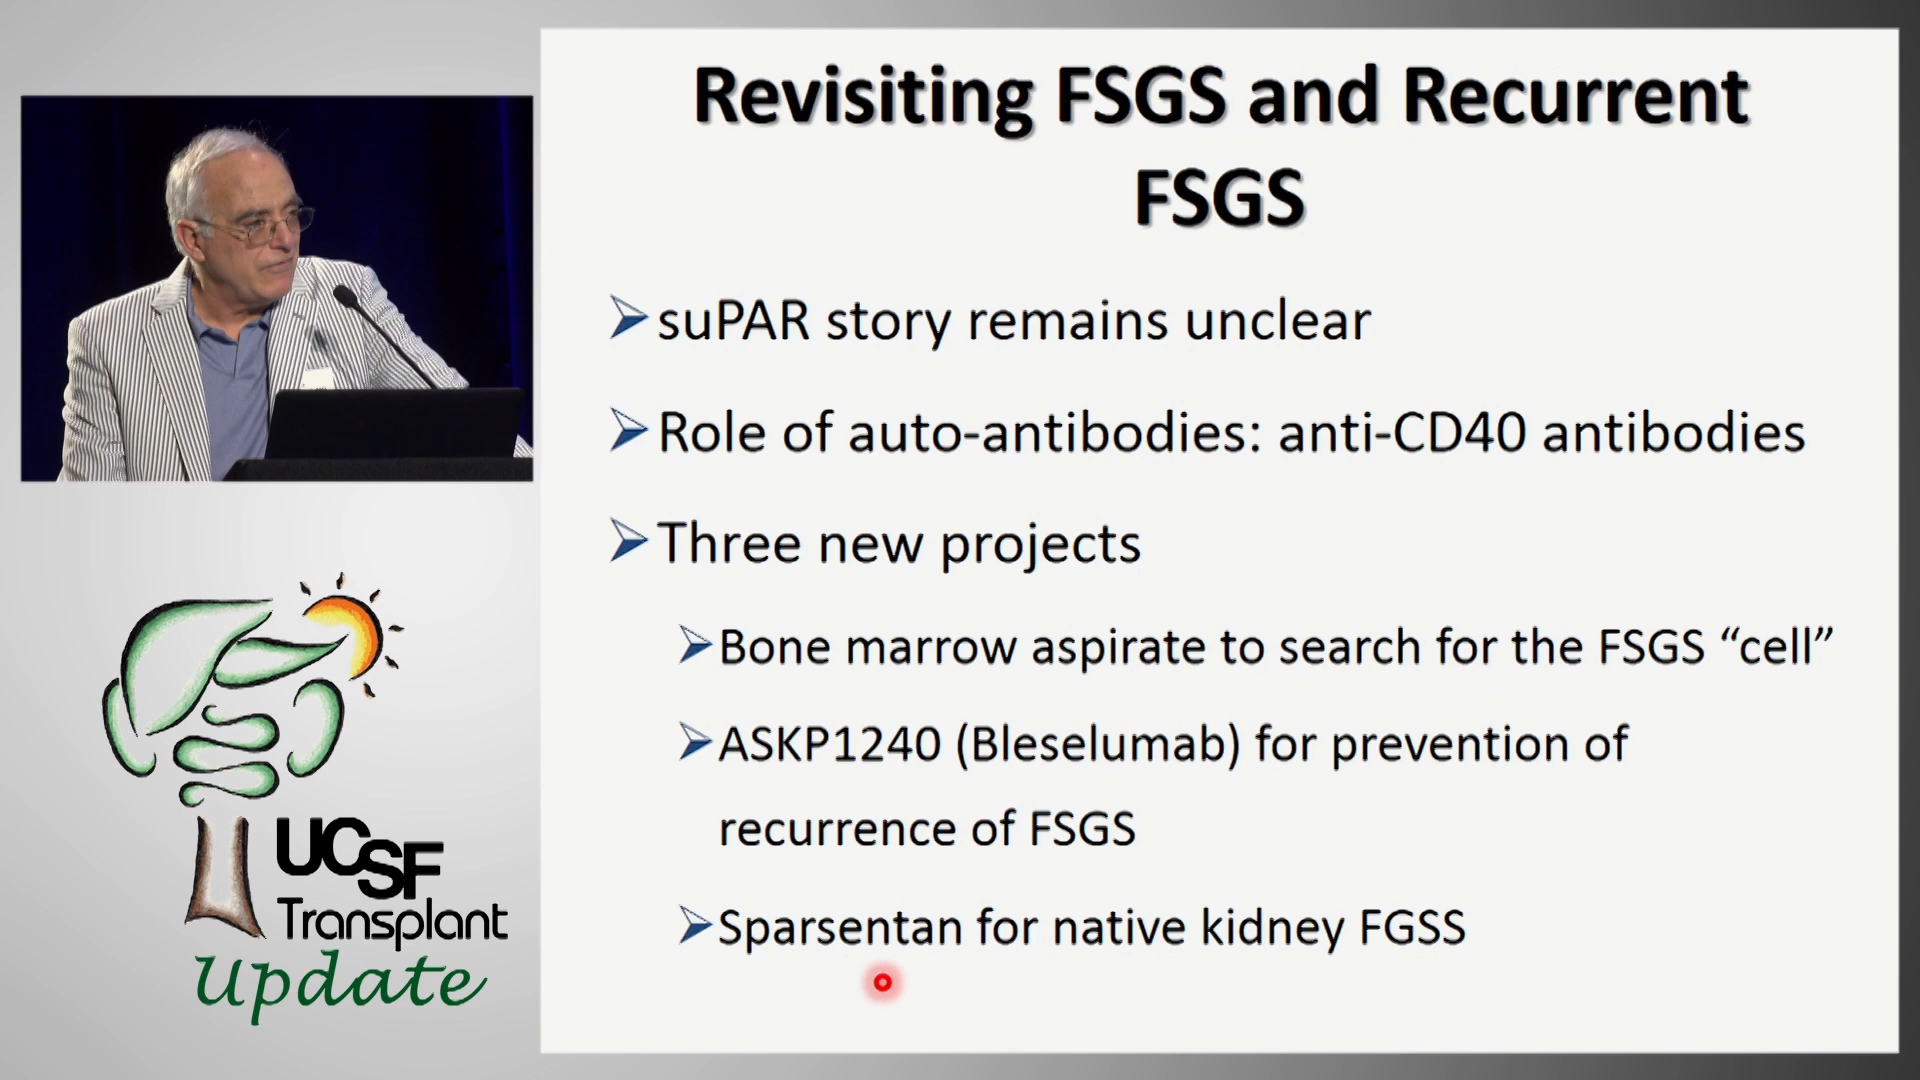 Revisiting FSGS and Recurrent
FSGS
suPAR story remains unclear
Role of auto-antibodies: anti-CD40 antibodies
Three new projects
Bone marrow aspirate to search for the FSGS “cell”
ASKP1240 (Bleselumab) for prevention of
recurrence of FSGS
Sparsentan for native kidney FGSS
UCSF
Transplant
Update